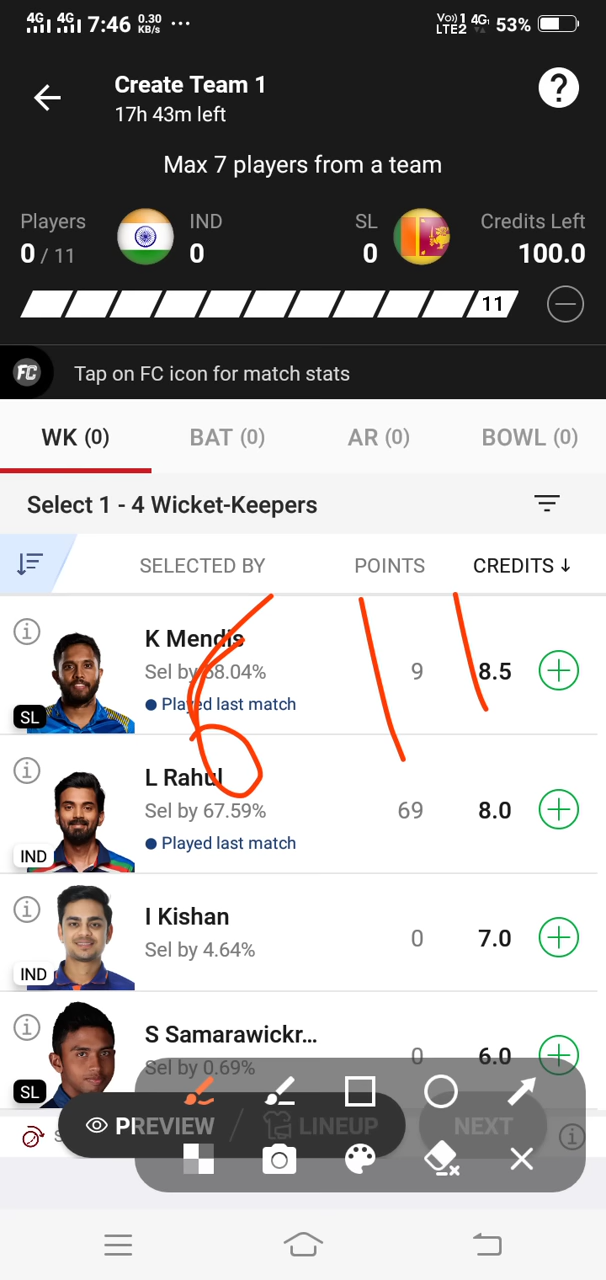 4G 4G 7:46 0.30 KB/s ... Vo) 1 LTE2 4G 53%
Create Team 1
17h 43m left
?
Max 7 players from a team
Players IND SL Credits Left
0 / 11 0 0 100.0
11
FC Tap on FC icon for match stats
WK (0) BAT (0) AR (0) BOWL (0)
Select 1 - 4 Wicket-Keepers
SELECTED BY POINTS CREDITS ↓
K Mendis
Sel by 68.04% 9 8.5
Played last match
SL
611
L Rahul
Sel by 67.59% 69 8.0
Played last match
IND
I Kishan
Sel by 4.64% 0 7.0
IND
S Samarawickr...
Sel by 0.69% 0 6.0
SL
PREVIEW / LINEUP NEXT